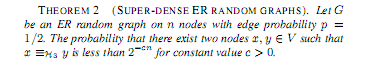 THEOREM 2 (SUPER-DENSE ER RANDOM GRAPHS). Let G
be an ER random graph on n nodes with edge probability p =
1/2. The probability that there exist two nodes x, y ∈ V such that
x ≡_{H₃} y is less than 2^{−cn} for constant value c > 0.